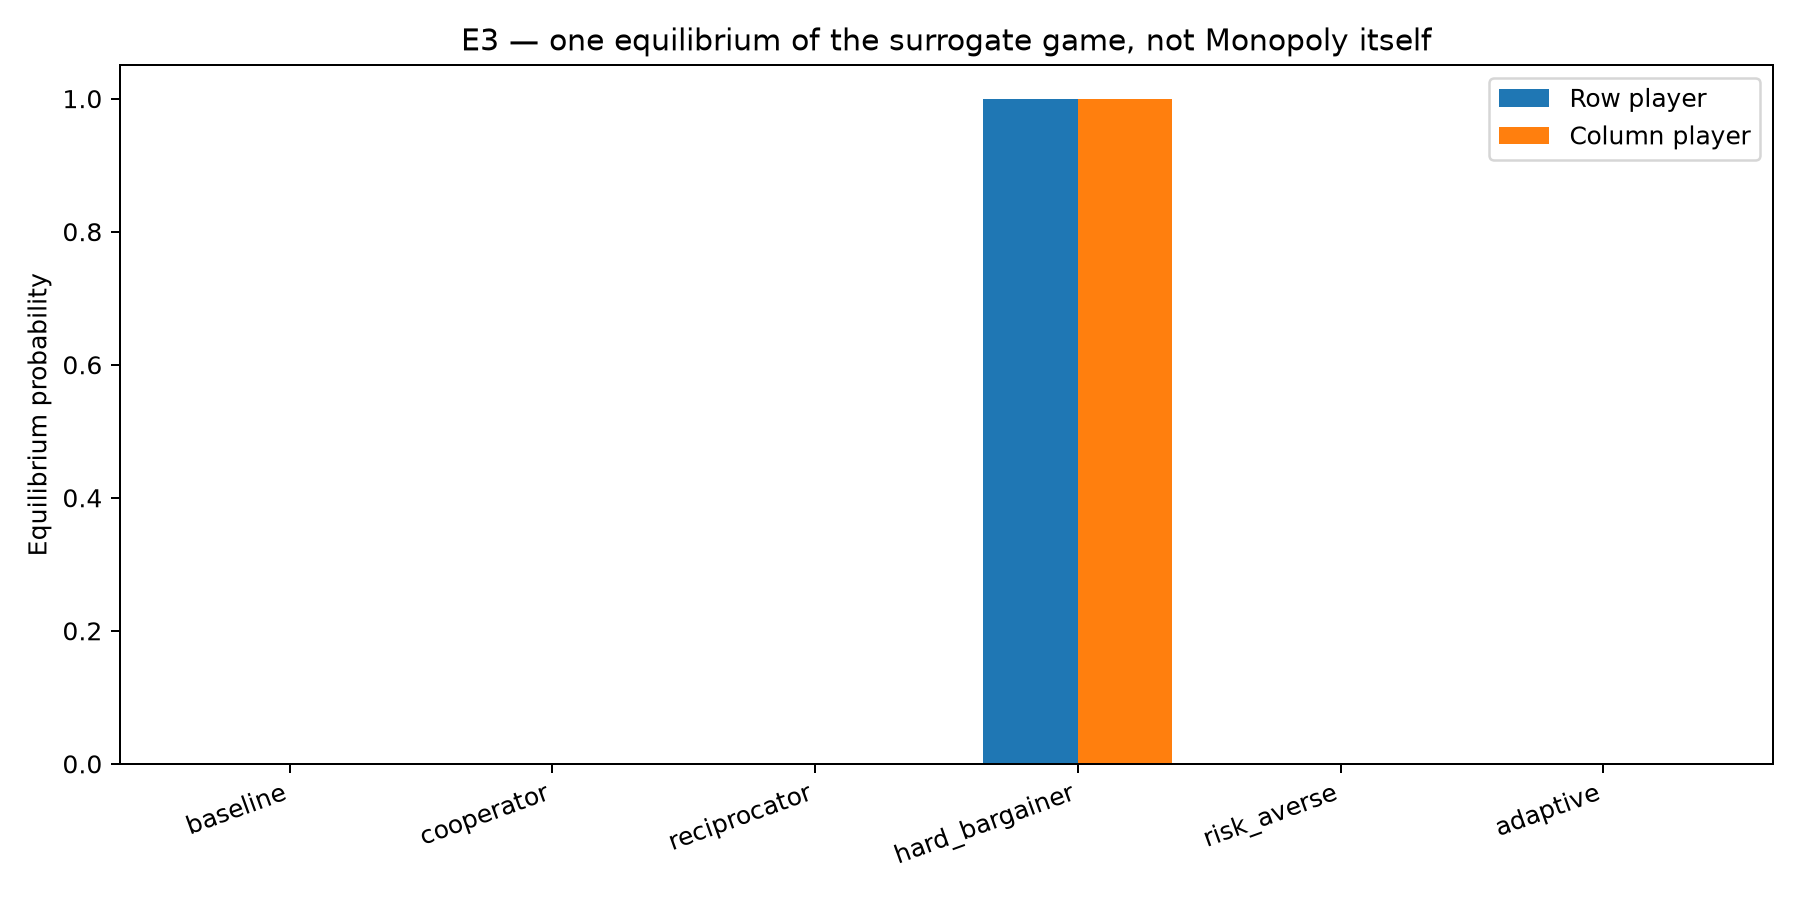 E3 — one equilibrium of the surrogate game, not Monopoly itself
Row player
Column player
Equilibrium probability
1.0
0.8
0.6
0.4
0.2
0.0
baseline
cooperator
reciprocator
hard_bargainer
risk_averse
adaptive